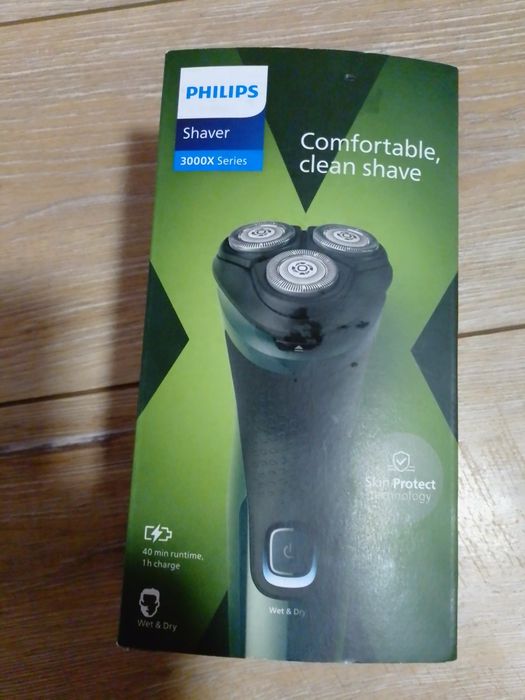 PHILIPS
Shaver
3000X Series
Comfortable,
clean shave
Skin Protect
technology
40 min runtime,
1h charge
Wet & Dry
Wet & Dry